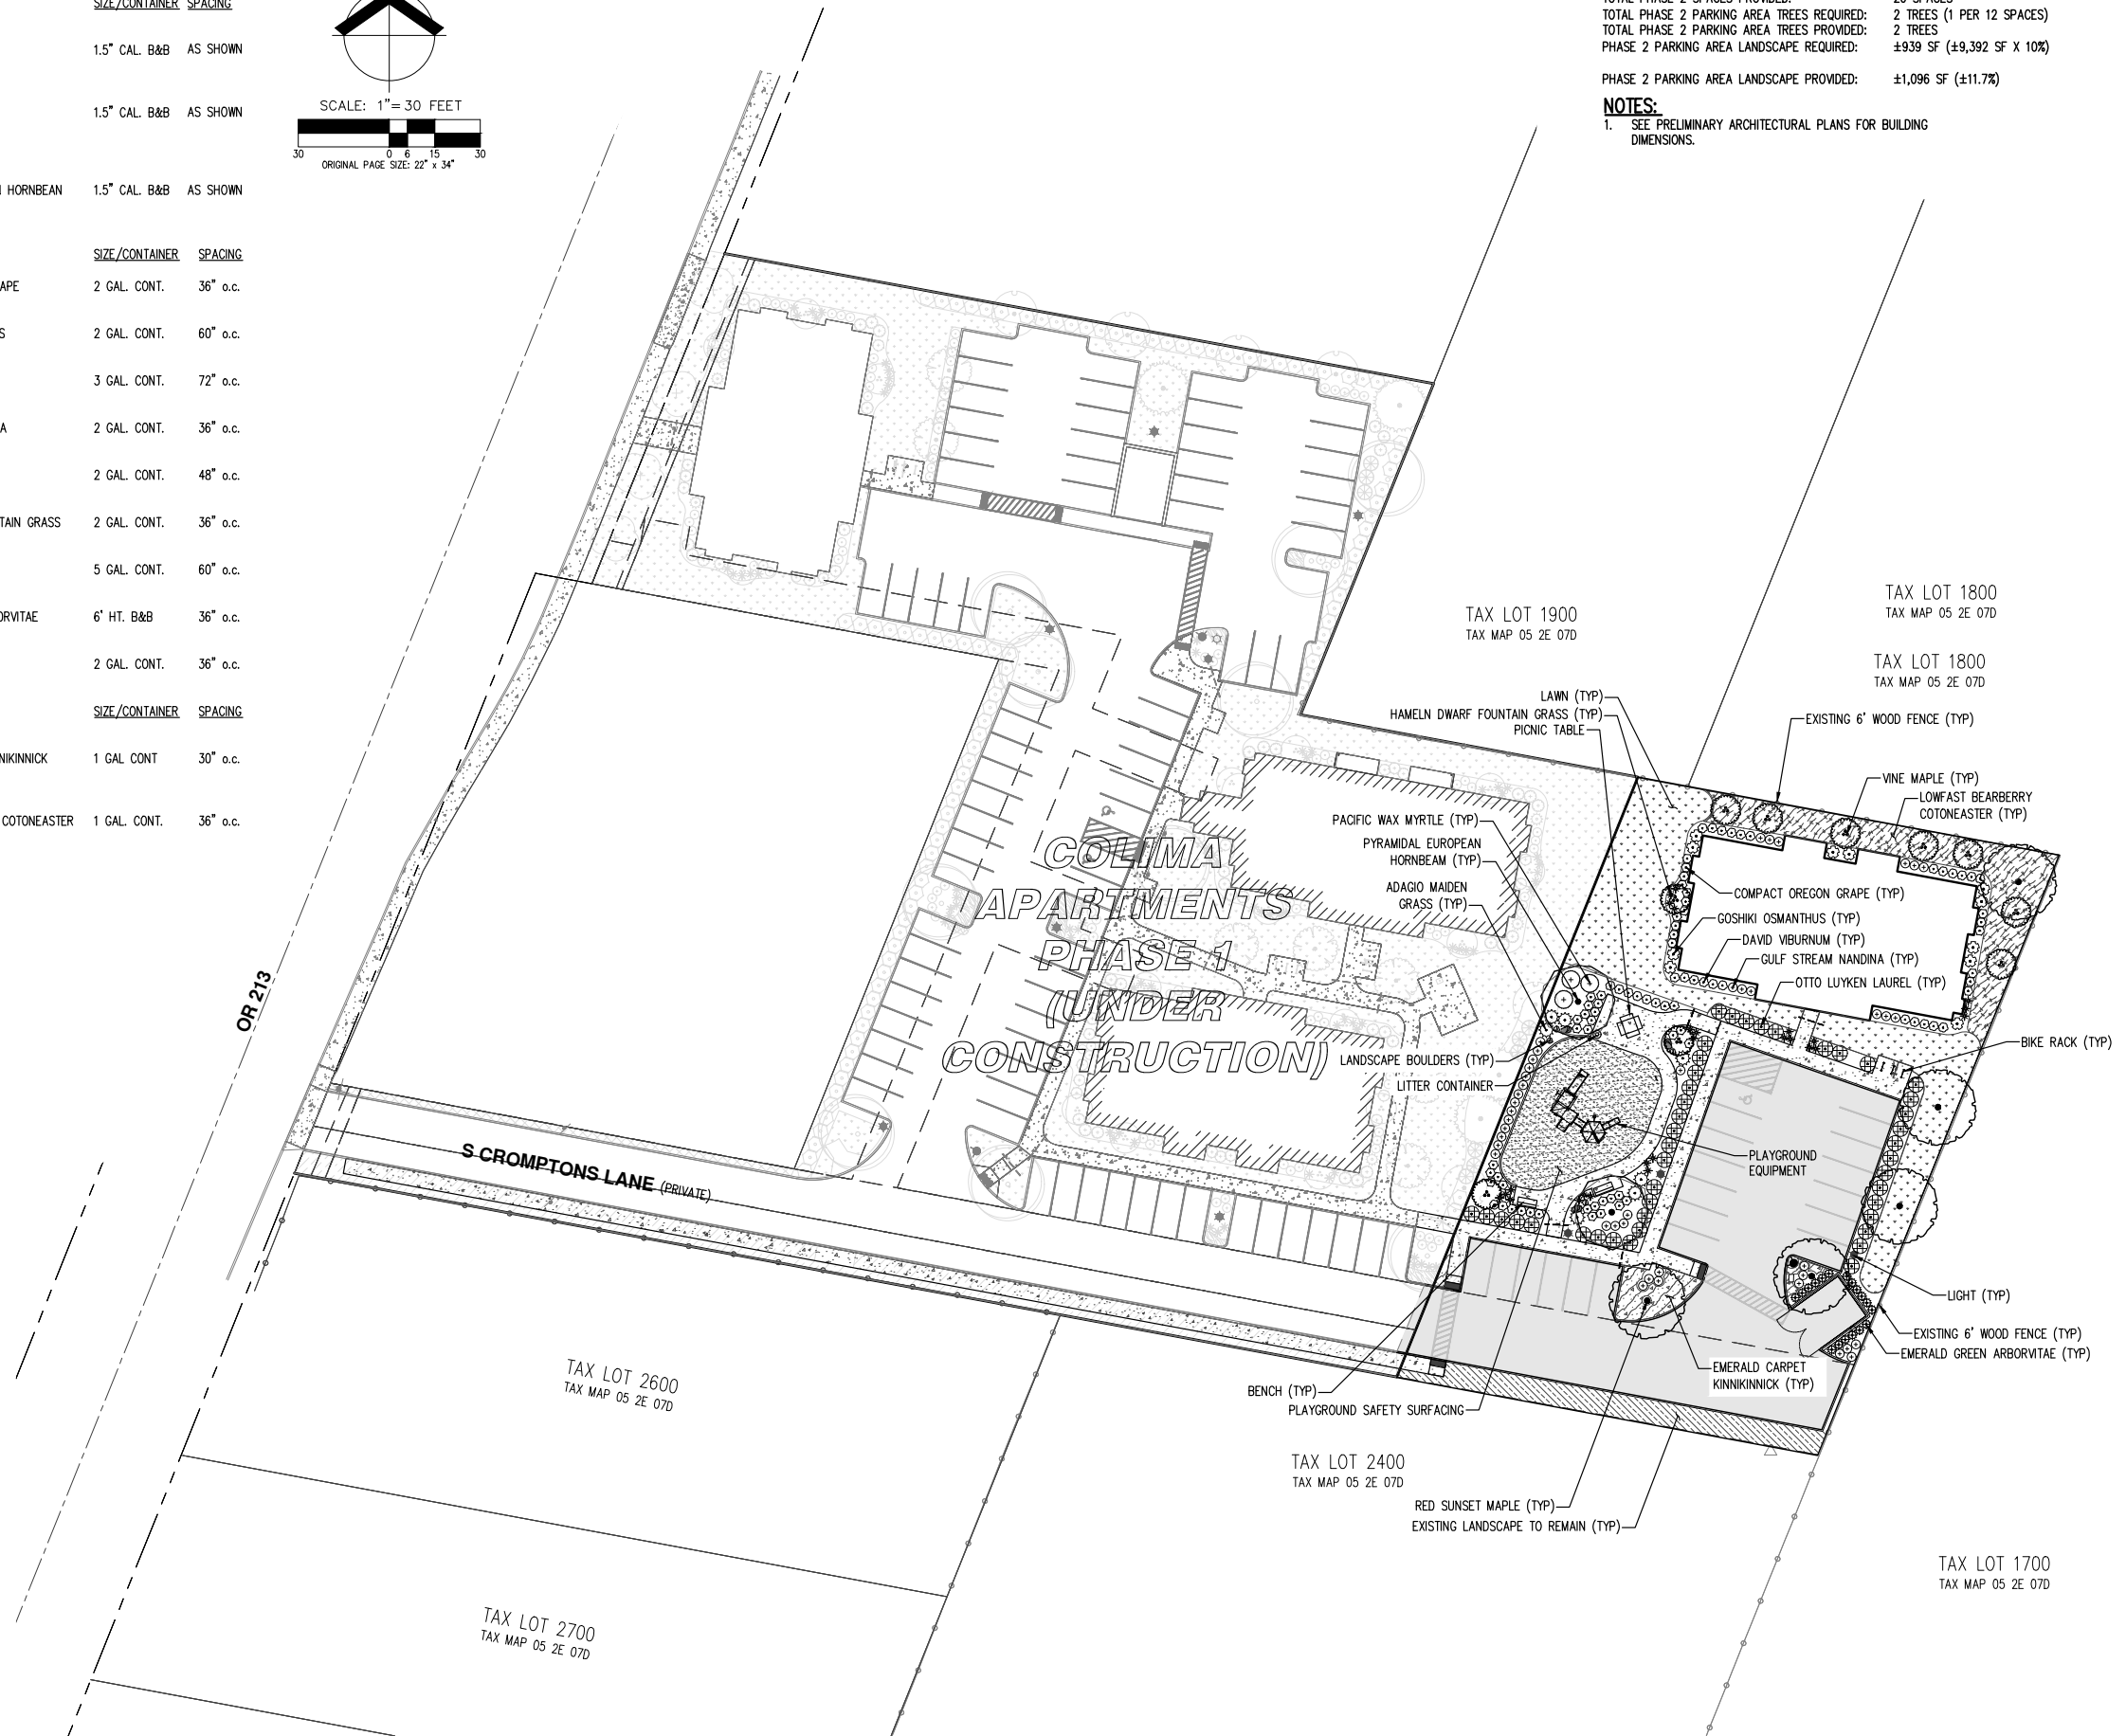 SIZE/CONTAINER SPACING
1.5" CAL. B&B AS SHOWN
1.5" CAL. B&B AS SHOWN
HORNBEAN 1.5" CAL. B&B AS SHOWN
SIZE/CONTAINER SPACING
APE 2 GAL. CONT. 36" o.c.
S 2 GAL. CONT. 60" o.c.
3 GAL. CONT. 72" o.c.
A 2 GAL. CONT. 36" o.c.
2 GAL. CONT. 48" o.c.
TAIN GRASS 2 GAL. CONT. 36" o.c.
5 GAL. CONT. 60" o.c.
ORVITAE 6' HT. B&B 36" o.c.
2 GAL. CONT. 36" o.c.
SIZE/CONTAINER SPACING
NIKINNICK 1 GAL CONT 30" o.c.
COTONEASTER 1 GAL. CONT. 36" o.c.
SCALE: 1"= 30 FEET
30 0 6 15 30
ORIGINAL PAGE SIZE: 22" x 34"
TOTAL PHASE 2 SPACES PROVIDED: 20 SPACES
TOTAL PHASE 2 PARKING AREA TREES REQUIRED: 2 TREES (1 PER 12 SPACES)
TOTAL PHASE 2 PARKING AREA TREES PROVIDED: 2 TREES
PHASE 2 PARKING AREA LANDSCAPE REQUIRED: ±939 SF (±9,392 SF X 10%)
PHASE 2 PARKING AREA LANDSCAPE PROVIDED: ±1,096 SF (±11.7%)
NOTES:
1. SEE PRELIMINARY ARCHITECTURAL PLANS FOR BUILDING
DIMENSIONS.
TAX LOT 1900
TAX MAP 05 2E 07D
TAX LOT 1800
TAX MAP 05 2E 07D
TAX LOT 1800
TAX MAP 05 2E 07D
LAWN (TYP)
HAMELN DWARF FOUNTAIN GRASS (TYP)
PICNIC TABLE
EXISTING 6' WOOD FENCE (TYP)
VINE MAPLE (TYP)
LOWFAST BEARBERRY
COTONEASTER (TYP)
PACIFIC WAX MYRTLE (TYP)
PYRAMIDAL EUROPEAN
HORNBEAM (TYP)
ADAGIO MAIDEN
GRASS (TYP)
COMPACT OREGON GRAPE (TYP)
GOSHIKI OSMANTHUS (TYP)
DAVID VIBURNUM (TYP)
GULF STREAM NANDINA (TYP)
OTTO LUYKEN LAUREL (TYP)
COLIMA
APARTMENTS
PHASE 1
(UNDER
CONSTRUCTION)
LANDSCAPE BOULDERS (TYP)
LITTER CONTAINER
BIKE RACK (TYP)
PLAYGROUND
EQUIPMENT
OR 213
S CROMPTONS LANE (PRIVATE)
LIGHT (TYP)
EXISTING 6' WOOD FENCE (TYP)
EMERALD GREEN ARBORVITAE (TYP)
EMERALD CARPET
KINNIKINNICK (TYP)
BENCH (TYP)
PLAYGROUND SAFETY SURFACING
TAX LOT 2600
TAX MAP 05 2E 07D
TAX LOT 2400
TAX MAP 05 2E 07D
RED SUNSET MAPLE (TYP)
EXISTING LANDSCAPE TO REMAIN (TYP)
TAX LOT 1700
TAX MAP 05 2E 07D
TAX LOT 2700
TAX MAP 05 2E 07D